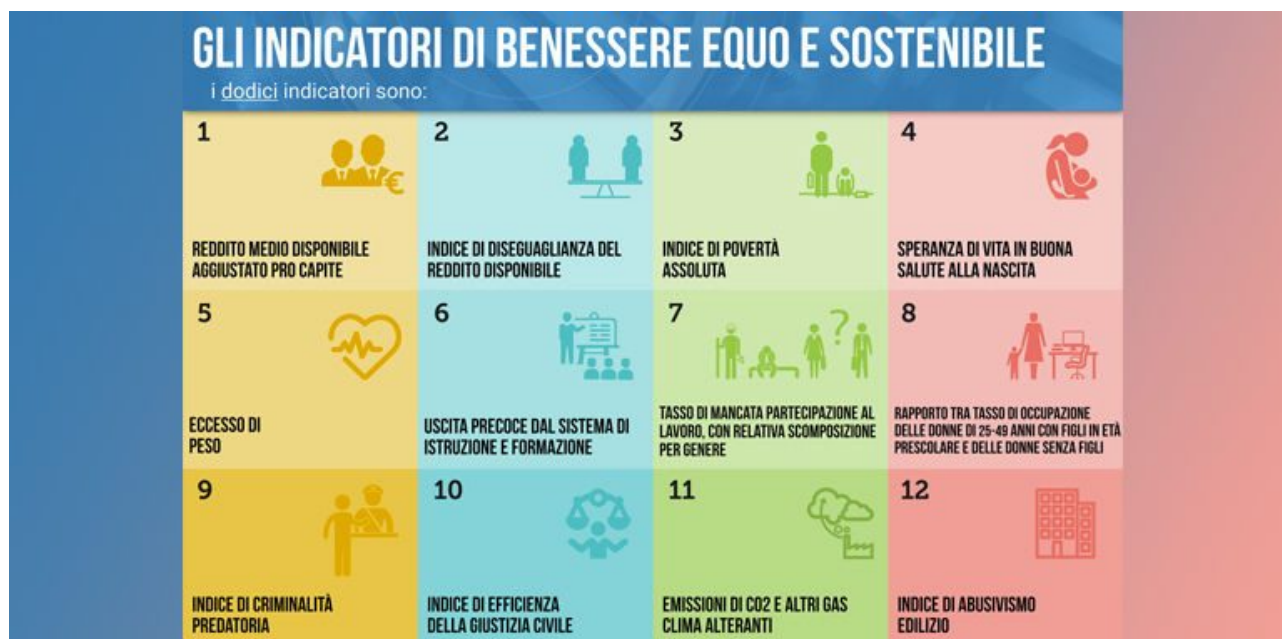 GLI INDICATORI DI BENESSERE EQUO E SOSTENIBILE
i dodici indicatori sono:
1
REDDITO MEDIO DISPONIBILE
AGGIUSTATO PRO CAPITE
2
INDICE DI DISEGUAGLIANZA DEL
REDDITO DISPONIBILE
3
INDICE DI POVERTÀ
ASSOLUTA
4
SPERANZA DI VITA IN BUONA
SALUTE ALLA NASCITA
5
ECCESSO DI
PESO
6
USCITA PRECOCE DAL SISTEMA DI
ISTRUZIONE E FORMAZIONE
7
TASSO DI MANCATA PARTECIPAZIONE AL
LAVORO, CON RELATIVA SCOMPOSIZIONE
PER GENERE
8
RAPPORTO TRA TASSO DI OCCUPAZIONE
DELLE DONNE DI 25-49 ANNI CON FIGLI IN ETÀ
PRESCOLARE E DELLE DONNE SENZA FIGLI
9
INDICE DI CRIMINALITÀ
PREDATORIA
10
INDICE DI EFFICIENZA
DELLA GIUSTIZIA CIVILE
11
EMISSIONI DI CO2 E ALTRI GAS
CLIMA ALTERANTI
12
INDICE DI ABUSIVISMO
EDILIZIO